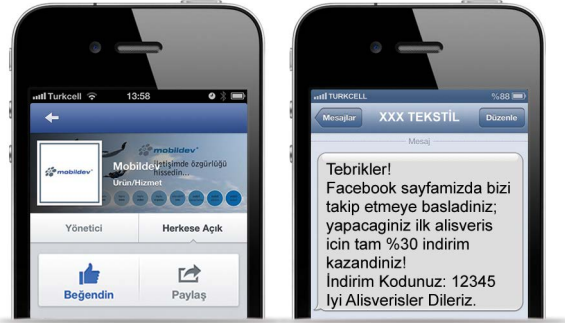 Turkcell 13:58
mobildev
mobildev
Mobildev
iletişimde özgürlüğü
hissedin...
Ürün/Hizmet
Yönetici
Herkese Açık
Beğendin
Paylaş
TURKCELL %88
Mesajlar
XXX TEKSTİL
Düzenle
Mesaj
Tebrikler!
Facebook sayfamizda bizi
takip etmeye basladiniz;
yapacaginiz ilk alisveris
icin tam %30 indirim
kazandiniz!
İndirim Kodunuz: 12345
Iyi Alisverisler Dileriz.